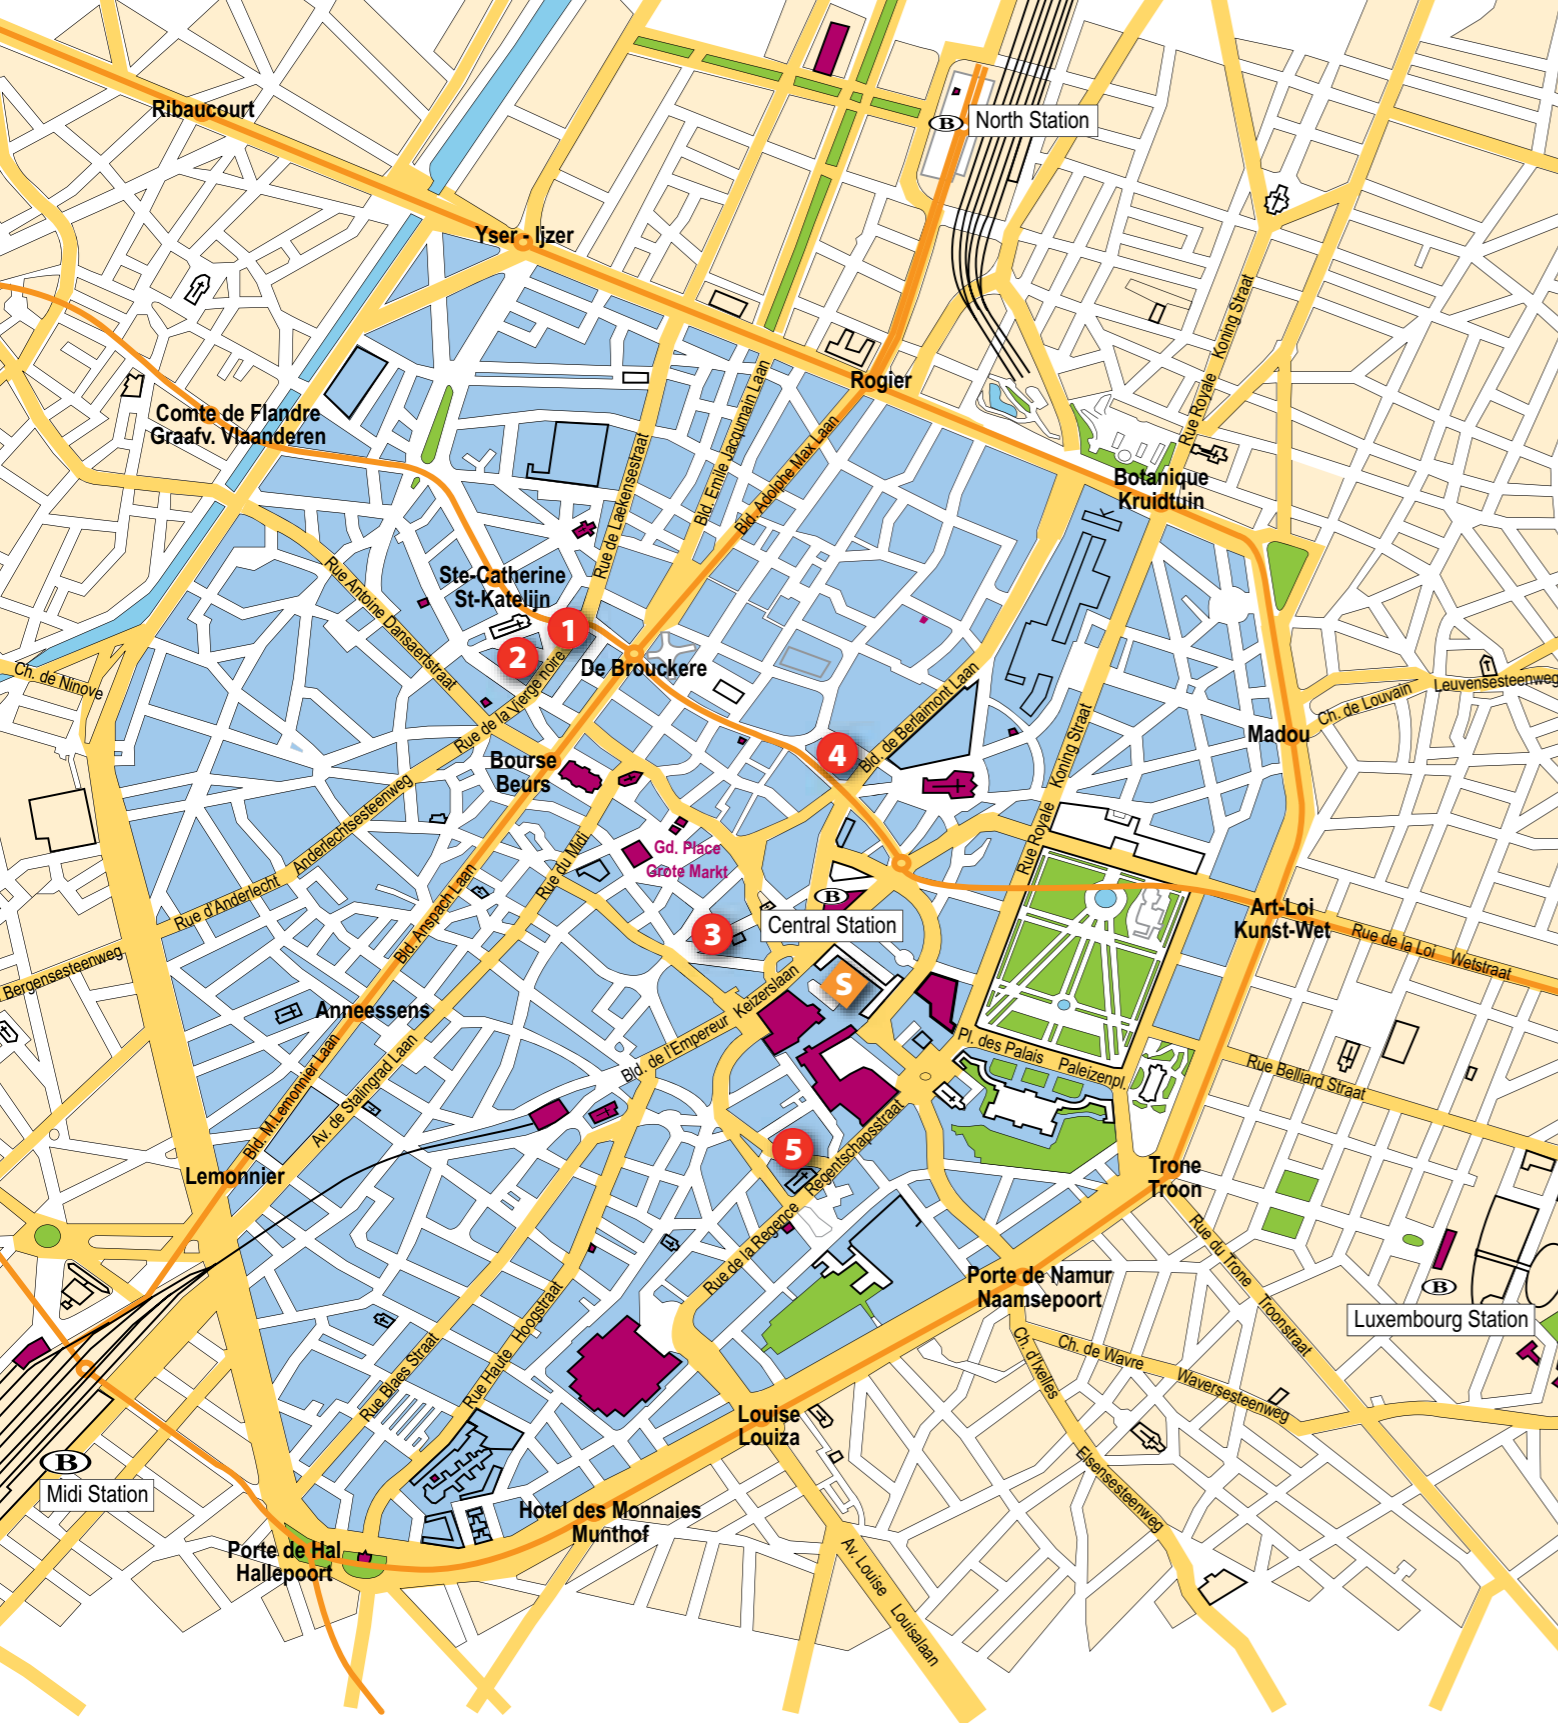 Ribaucourt
B
North Station
Yser - Ijzer
Rue Royale Koning Straat
Rogier
Comte de Flandre
Graafv. Vlaanderen
Bld. Emile Jacqumain Laan
Bld. Adolphe Max Laan
Rue de Laekensestraat
Botanique
Kruidtuin
Ste-Catherine
St-Katelijn
Rue Antoine Dansaertstraat
1
2
De Brouckere
Ch. de Ninove
Rue de la Vierge noire
Bld. de Berlaimont Laan
Ch. de Louvain Leuvensesteenweg
Madou
4
Bourse
Beurs
Rue Royale Koning Straat
Gd. Place
Grote Markt
Rue du Midi
Rue d'Anderlecht Anderlechtsesteenweg
Bld. Anspach Laan
B
Central Station
3
Art-Loi
Kunst-Wet
Rue de la Loi Wetstraat
Bergensesteenweg
S
Anneessens
Bld. de l'Empereur Keizerslaan
Pl. des Palais Paleizenpl.
Rue Belliard Straat
Bld. M.Lemonnier Laan
Av. de Stalingrad Laan
5
Lemonnier
Rue de la Regence Regentschapsstraat
Trone
Troon
Rue du Trone Troonstraat
Porte de Namur
Naamsepoort
B
Luxembourg Station
Rue Blaes Straat
Rue Haute Hoogstraat
Ch. d'Ixelles Elsensesteenweg
Ch. de Wavre Waversesteenweg
Louise
Louiza
B
Midi Station
Hotel des Monnaies
Munthof
Porte de Hal
Hallepoort
Av. Louise Louisalaan